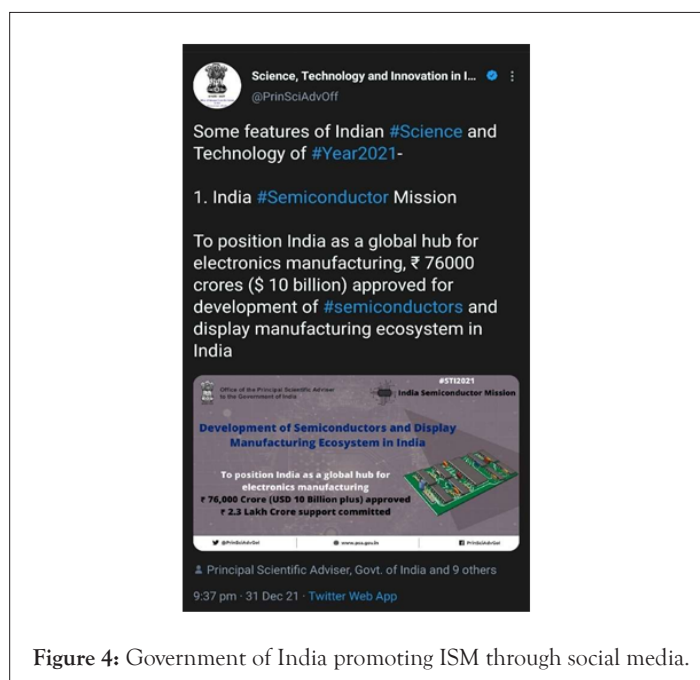 Science, Technology and Innovation in I...
@PrinSciAdvOff
Some features of Indian #Science and
Technology of #Year2021-
1. India #Semiconductor Mission
To position India as a global hub for
electronics manufacturing, ₹ 76000
crores ($ 10 billion) approved for
development of #semiconductors and
display manufacturing ecosystem in
India
Office of the Principal Scientific Adviser
to the Government of India
#STI2021
India Semiconductor Mission
Development of Semiconductors and Display
Manufacturing Ecosystem in India
To position India as a global hub for
electronics manufacturing
₹ 76,000 Crore (USD 10 Billion plus) approved
₹ 2.3 Lakh Crore support committed
@PrinSciAdvGoI
www.psa.gov.in
PrinSciAdvGoI
Principal Scientific Adviser, Govt. of India and 9 others
9:37 pm · 31 Dec 21 · Twitter Web App
Figure 4: Government of India promoting ISM through social media.